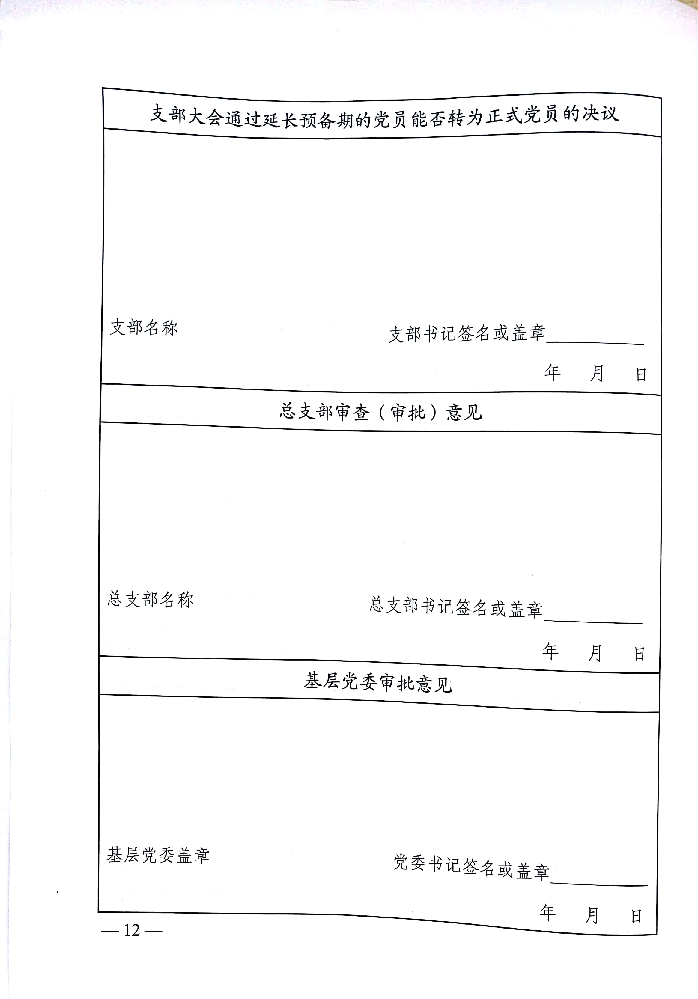 支部大会通过延长预备期的党员能否转为正式党员的决议
支部名称 支部书记签名或盖章
年 月 日
总支部审查（审批）意见
总支部名称 总支部书记签名或盖章
年 月 日
基层党委审批意见
基层党委盖章 党委书记签名或盖章
年 月 日
— 12 —